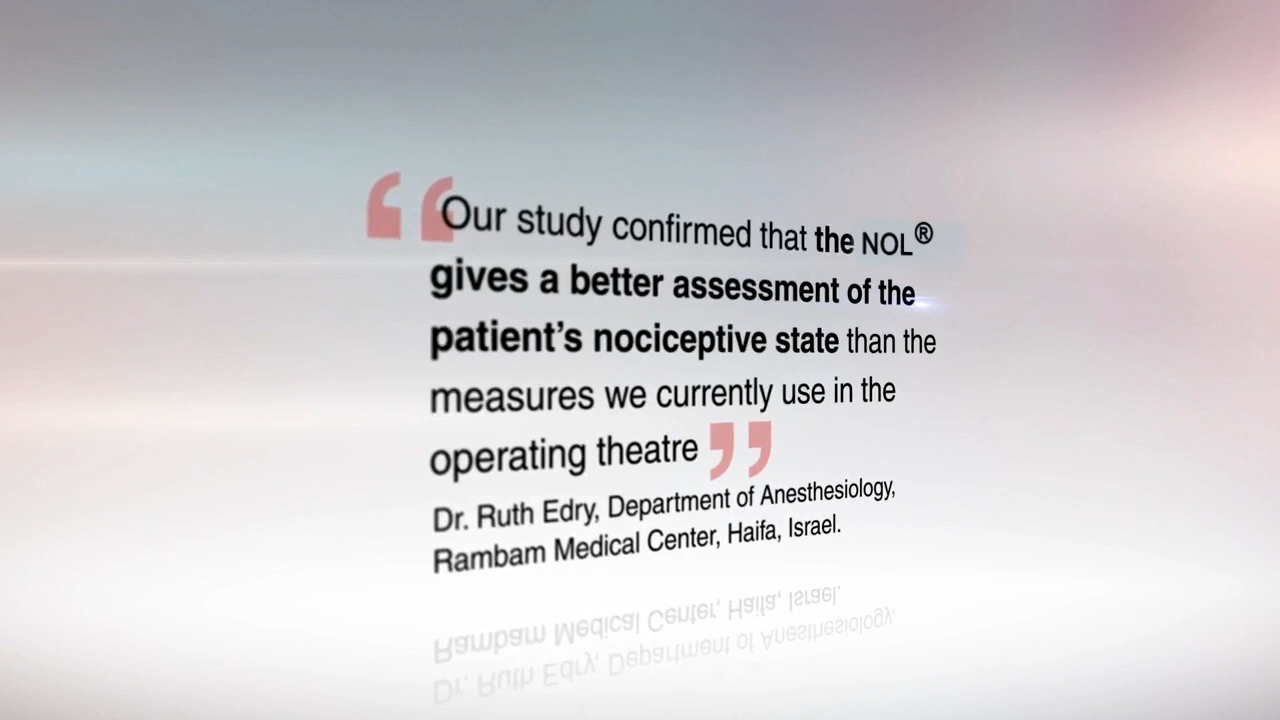 “Our study confirmed that the NOL®
gives a better assessment of the
patient’s nociceptive state than the
measures we currently use in the
operating theatre”
Dr. Ruth Edry, Department of Anesthesiology,
Rambam Medical Center, Haifa, Israel.